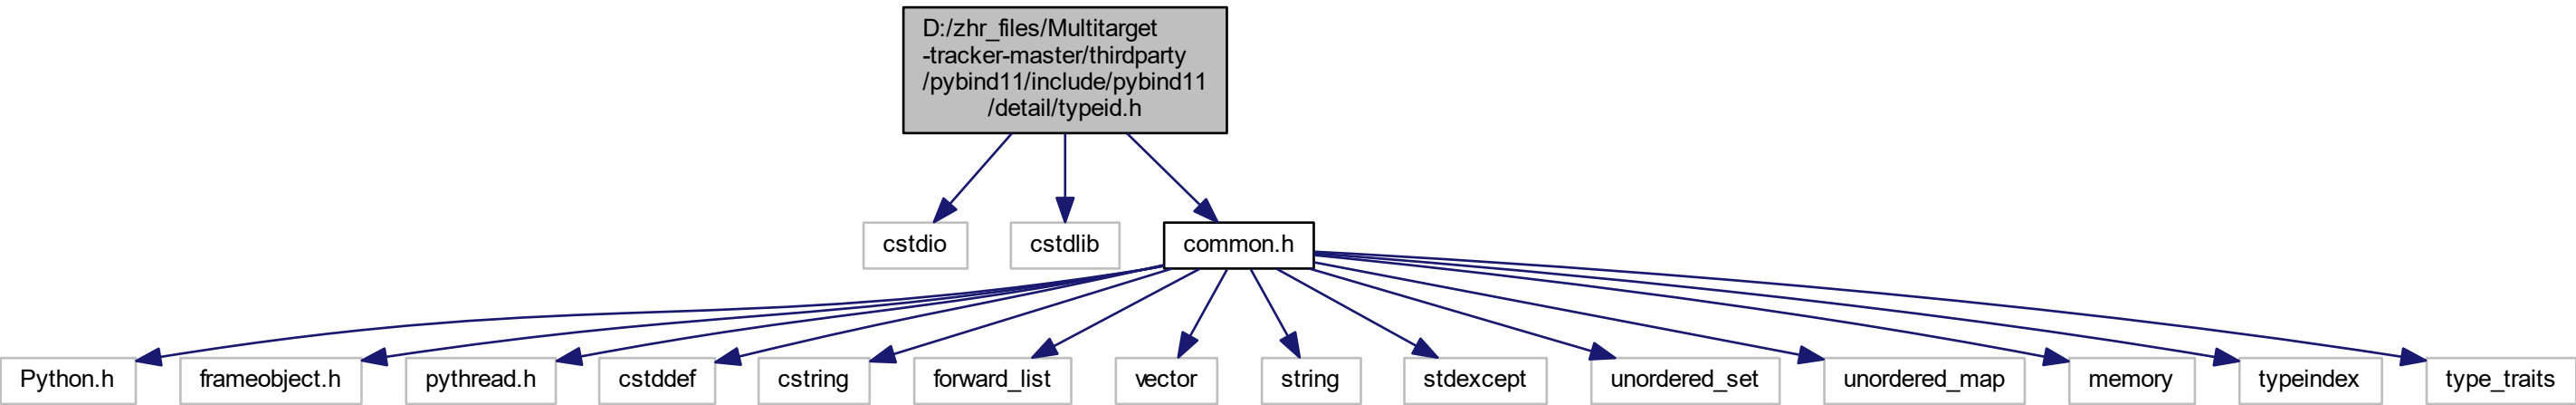 D:/zhr_files/Multitarget
-tracker-master/thirdparty
/pybind11/include/pybind11
/detail/typeid.h
cstdio
cstdlib
common.h
Python.h
frameobject.h
pythread.h
cstddef
cstring
forward_list
vector
string
stdexcept
unordered_set
unordered_map
memory
typeindex
type_traits